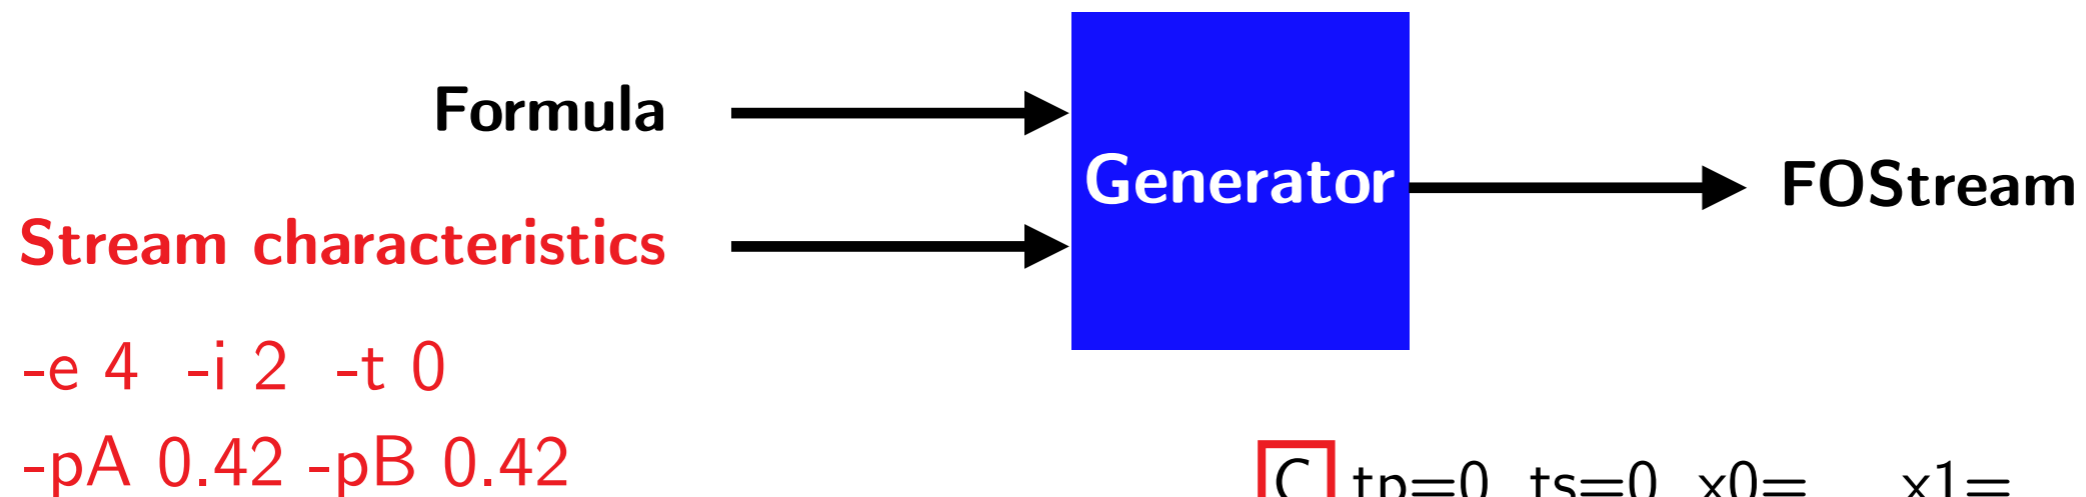 Formula
Generator
FOStream
Stream characteristics
-e 4 -i 2 -t 0
-pA 0.42 -pB 0.42
C tp=0 ts=0 x0= x1=